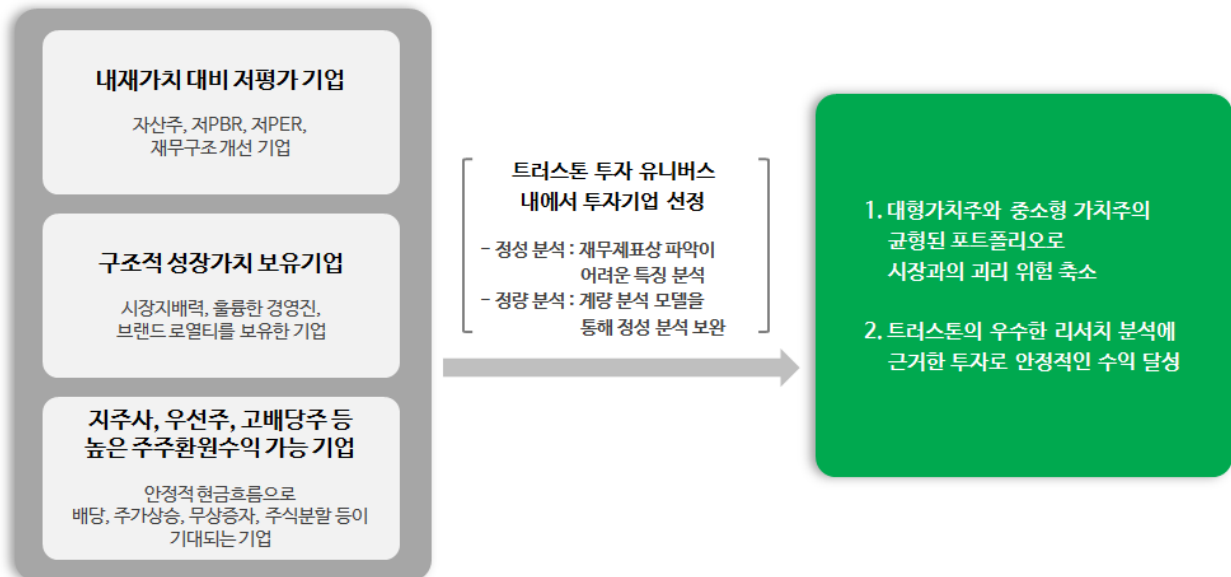 내재가치 대비 저평가 기업
자산주, 저PBR, 저PER,
재무구조 개선 기업
구조적 성장가치 보유기업
시장지배력, 훌륭한 경영진,
브랜드 로열티를 보유한 기업
지주사, 우선주, 고배당주 등
높은 주주환원수익 가능 기업
안정적 현금흐름으로
배당, 주가상승, 무상증자, 주식분할 등이
기대되는 기업
트러스톤 투자 유니버스
내에서 투자기업 선정
- 정성 분석 : 재무제표상 파악이
어려운 특징 분석
- 정량 분석 : 계량 분석 모델을
통해 정성 분석 보완
1. 대형가치주와 중소형 가치주의
균형된 포트폴리오로
시장과의 괴리 위험 축소
2. 트러스톤의 우수한 리서치 분석에
근거한 투자로 안정적인 수익 달성